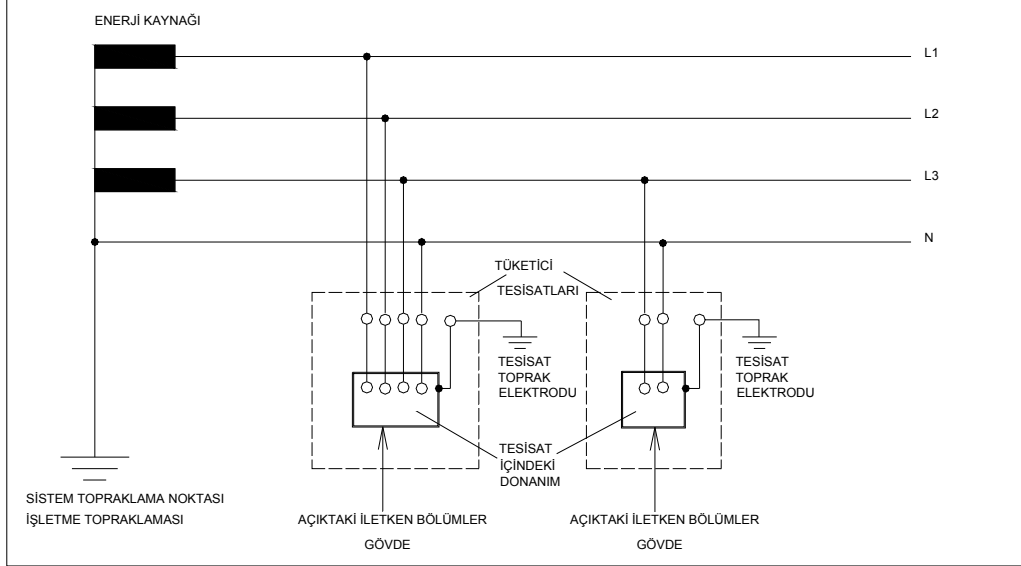 ENERJİ KAYNAĞI
L1
L2
L3
N
TÜKETİCİ
TESİSATLARI
TESİSAT
TOPRAK
ELEKTRODU
TESİSAT
TOPRAK
ELEKTRODU
TESİSAT
İÇİNDEKİ
DONANIM
SİSTEM TOPRAKLAMA NOKTASI
İŞLETME TOPRAKLAMASI
AÇIKTAKİ İLETKEN BÖLÜMLER
GÖVDE
AÇIKTAKİ İLETKEN BÖLÜMLER
GÖVDE